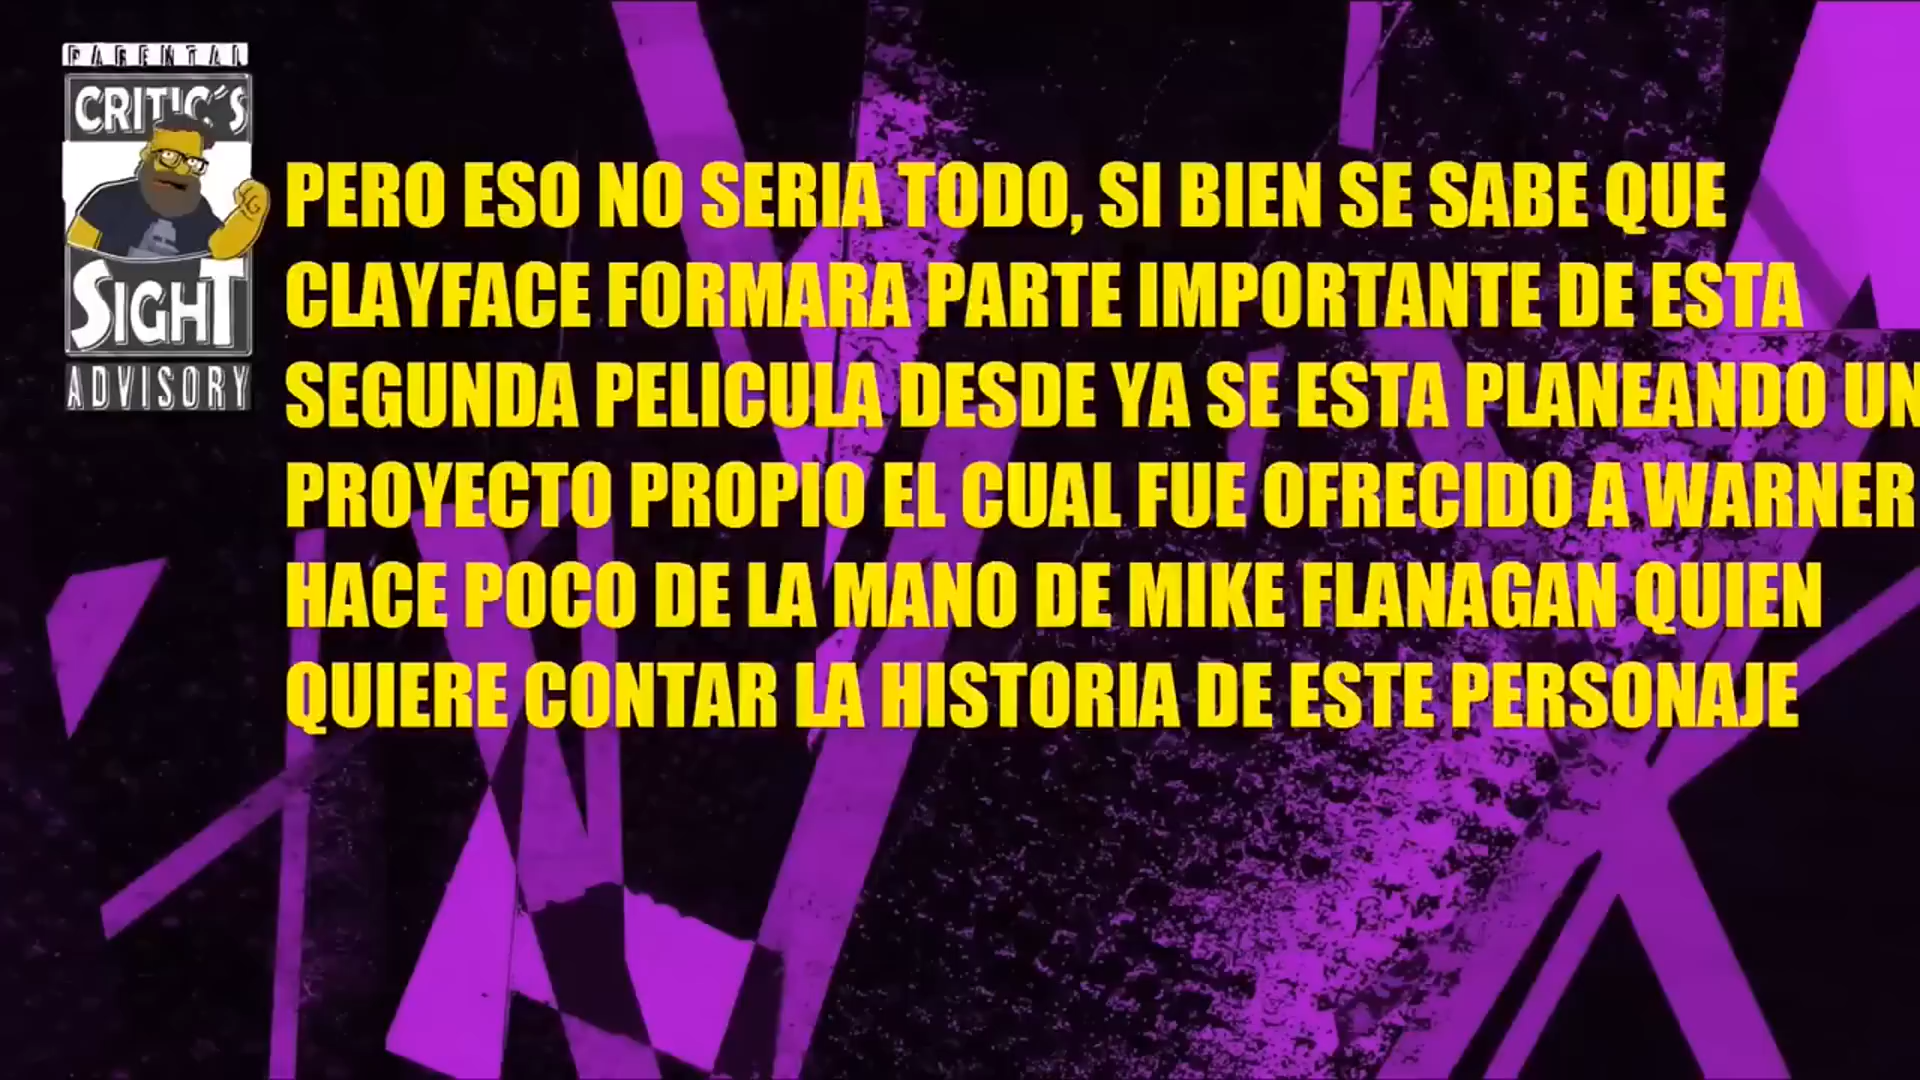 PARENTAL
CRITIC´S
SIGHT
ADVISORY
PERO ESO NO SERIA TODO, SI BIEN SE SABE QUE
CLAYFACE FORMARA PARTE IMPORTANTE DE ESTA
SEGUNDA PELICULA DESDE YA SE ESTA PLANEANDO UN
PROYECTO PROPIO EL CUAL FUE OFRECIDO A WARNER
HACE POCO DE LA MANO DE MIKE FLANAGAN QUIEN
QUIERE CONTAR LA HISTORIA DE ESTE PERSONAJE